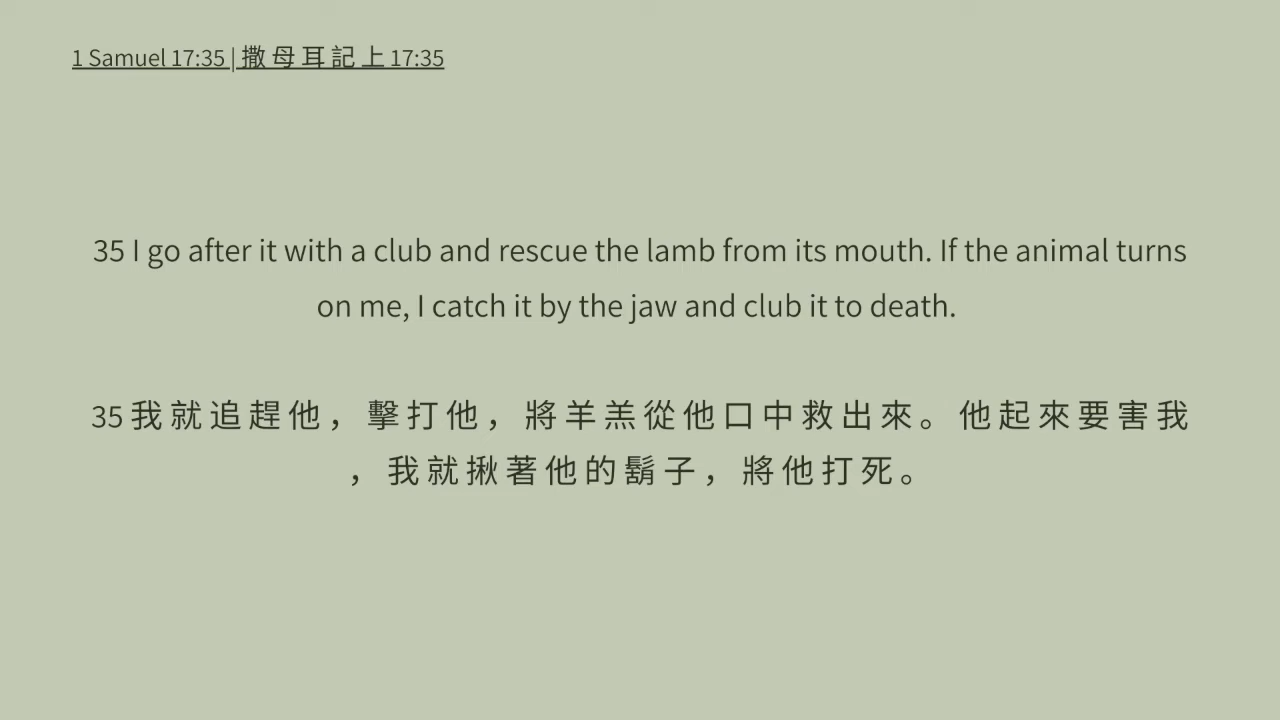 1 Samuel 17:35 | 撒母耳記上 17:35
35 I go after it with a club and rescue the lamb from its mouth. If the animal turns
on me, I catch it by the jaw and club it to death.
35 我就追趕他，擊打他，將羊羔從他口中救出來。他起來要害我
，我就揪著他的鬍子，將他打死。